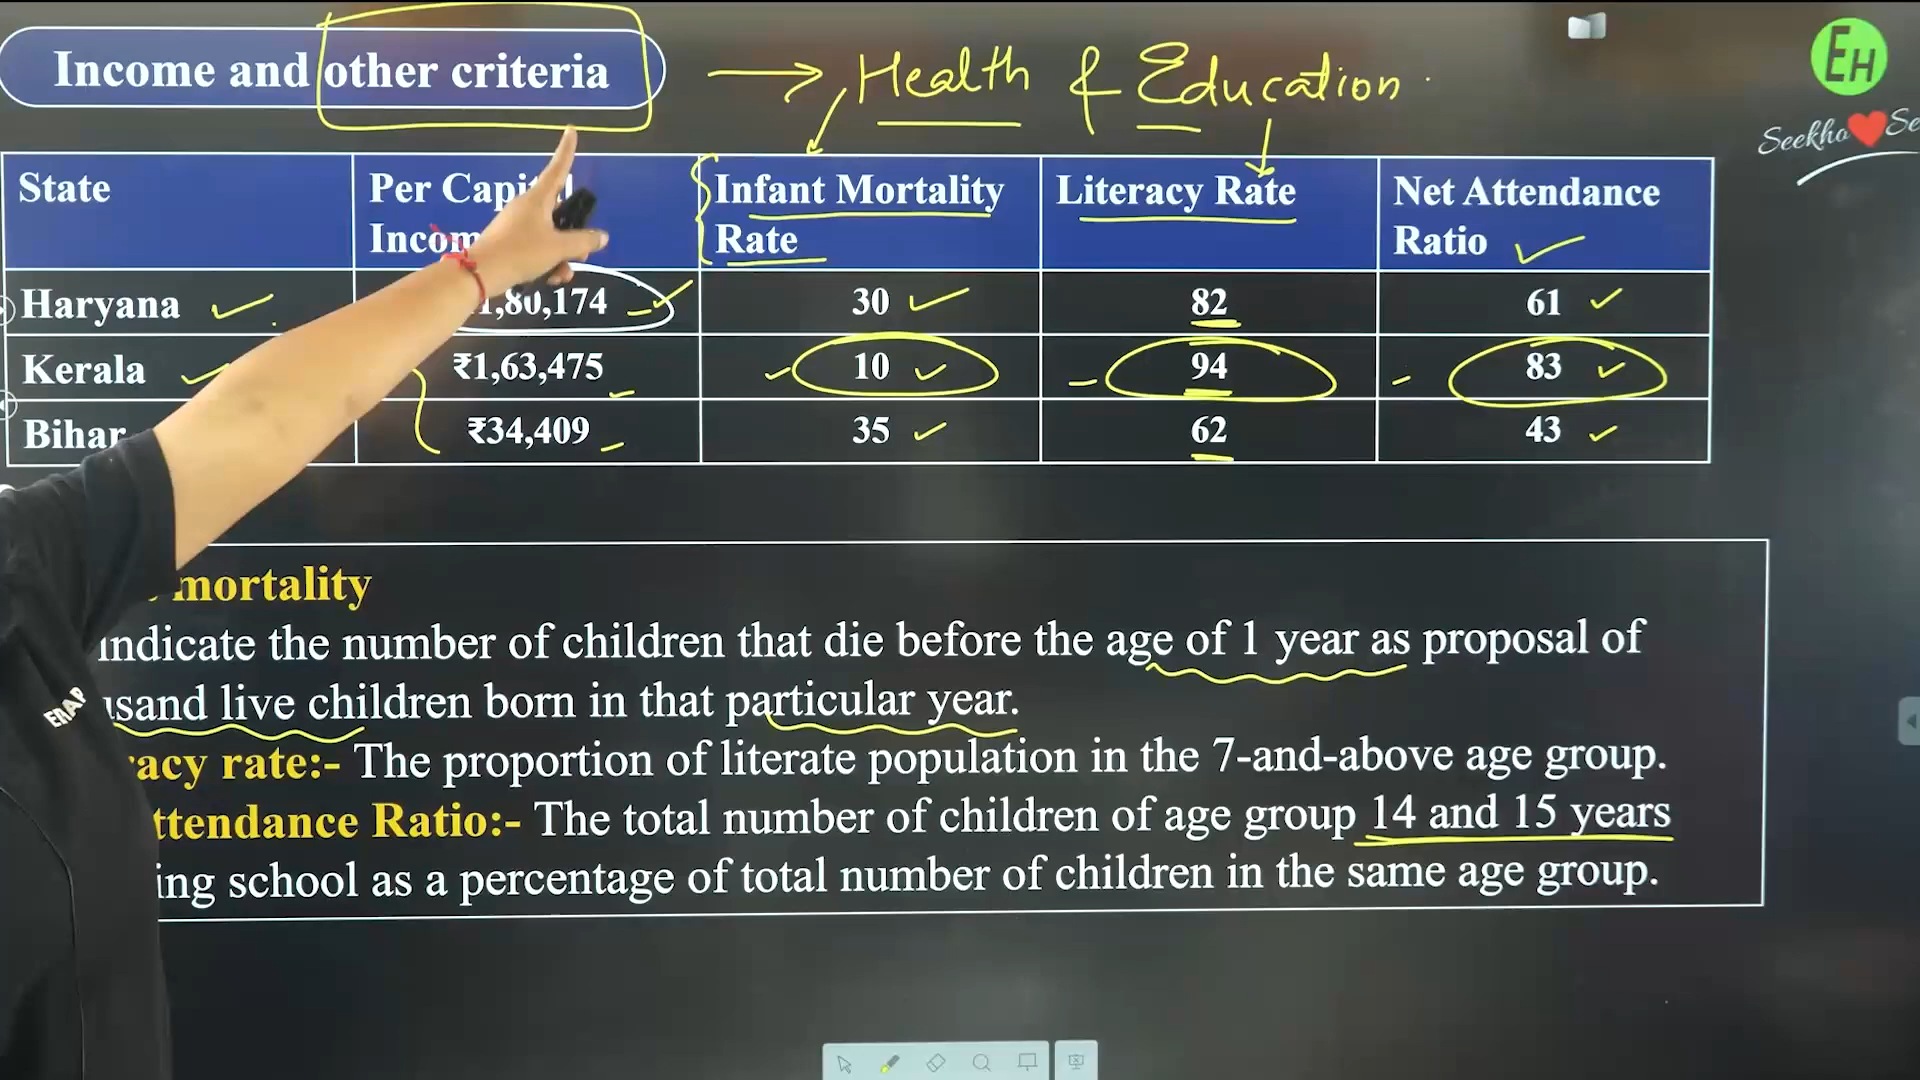 Income and other criteria → Health & Education
EH
Seekho ❤ Se
State Per Capit Infant Mortality Rate Literacy Rate Net Attendance Ratio
Haryana 1,80,174 30 82 61
Kerala ₹1,63,475 10 94 83
Bihar ₹34,409 35 62 43
mortality
indicate the number of children that die before the age of 1 year as proposal of
usand live children born in that particular year.
racy rate:- The proportion of literate population in the 7-and-above age group.
ttendance Ratio:- The total number of children of age group 14 and 15 years
ing school as a percentage of total number of children in the same age group.